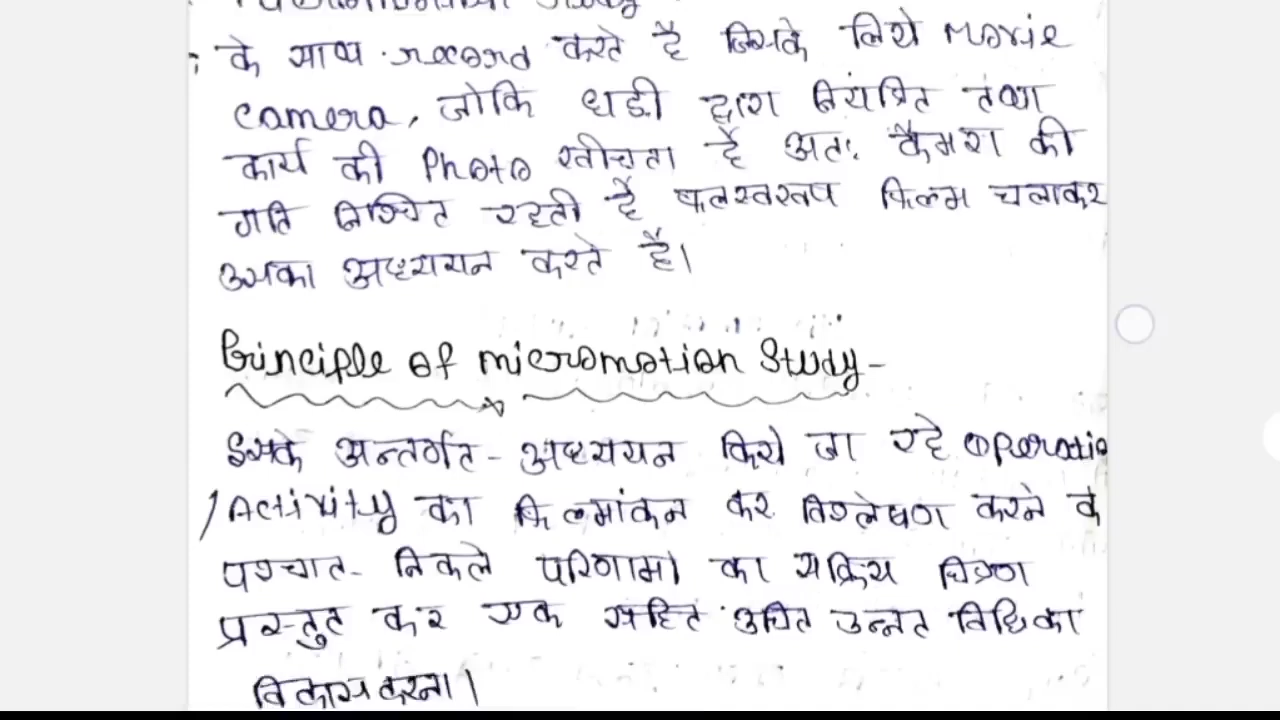 micromotion study
के साथ record करते है जिसके लिये Movie
camera, जोकि घडी द्वारा नियंत्रित तथा
कार्य की Photo खीचता है अतः कैमरा की
गति निश्चित रहती है फलस्वरूप फिल्म चलाकर
उसका अध्ययन करते है।
Principle of micromotion Study -
इसके अन्तर्गत - अध्ययन किये जा रहे operatio
/ Activity का फिल्मांकन कर विश्लेषण करने के
पश्चात - निकले परिणामो का सक्रिय चित्रण
प्रस्तुत कर एक सहित उचित उन्नत विधि का
विकास करना।